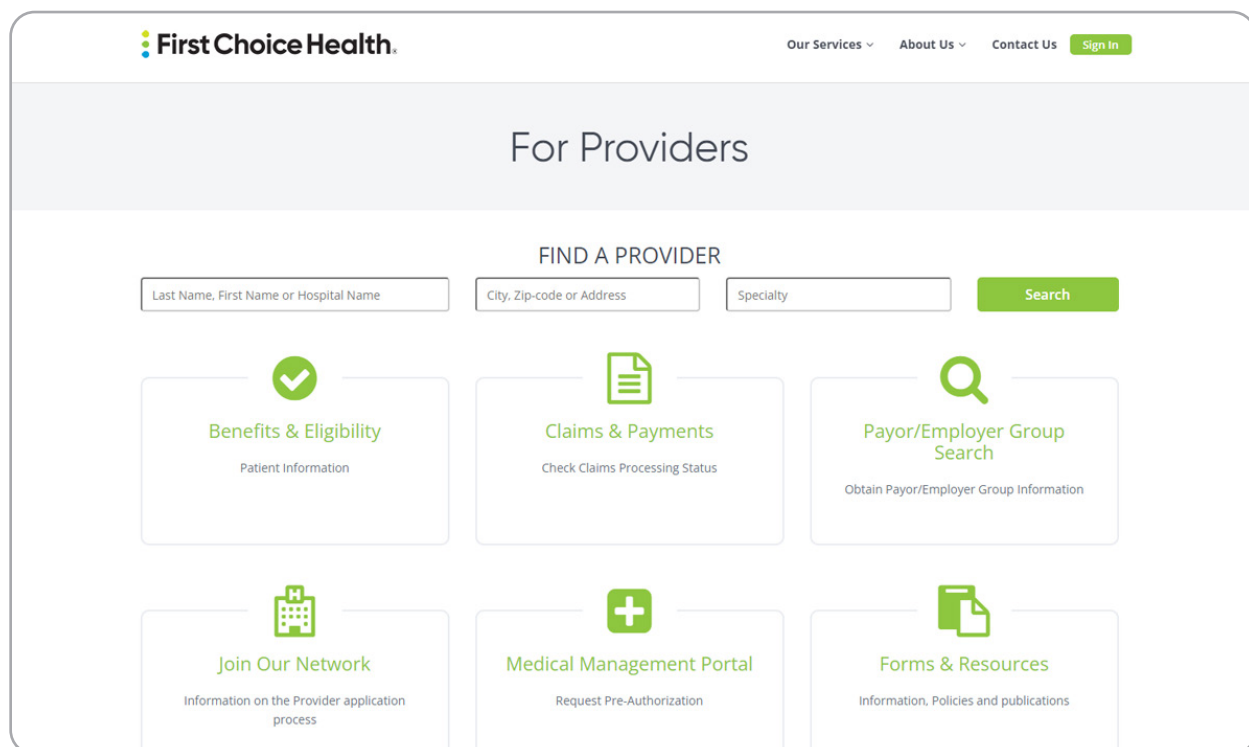 First Choice Health®
Our Services About Us Contact Us Sign In
For Providers
FIND A PROVIDER
Last Name, First Name or Hospital Name City, Zip-code or Address Specialty Search
Benefits & Eligibility
Patient Information
Claims & Payments
Check Claims Processing Status
Payor/Employer Group
Search
Obtain Payor/Employer Group Information
Join Our Network
Information on the Provider application
process
Medical Management Portal
Request Pre-Authorization
Forms & Resources
Information, Policies and publications